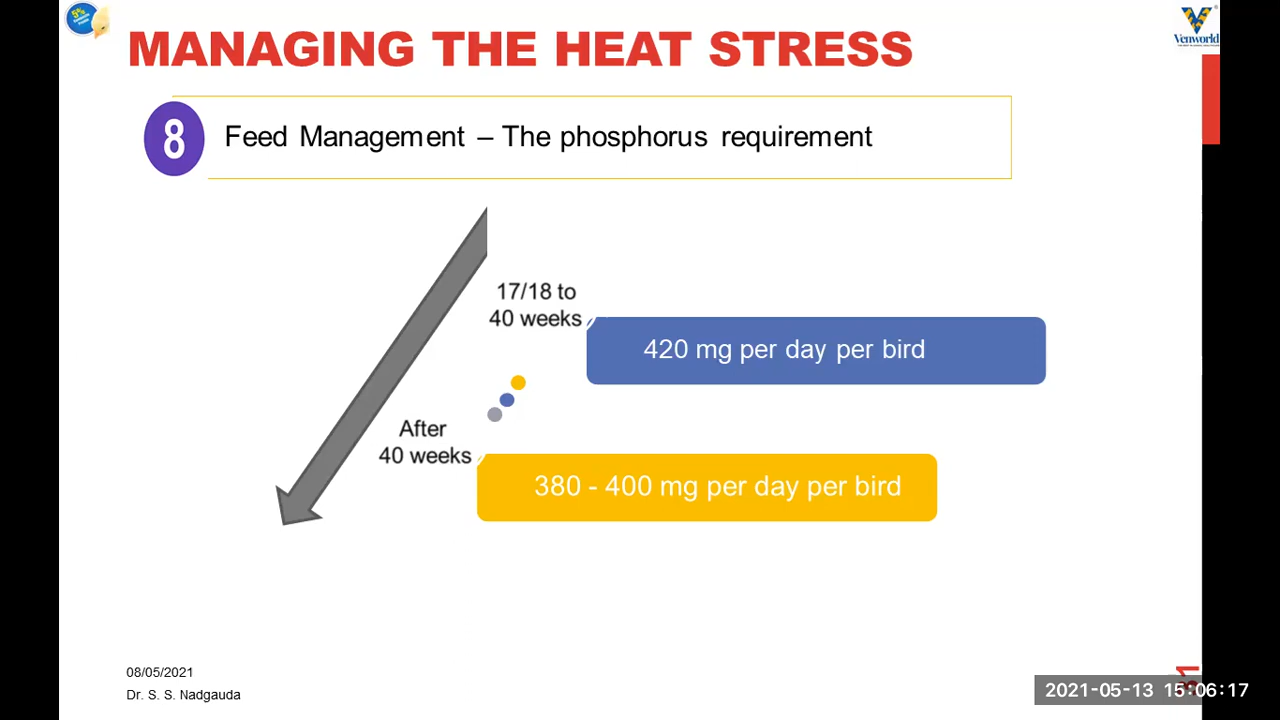 5%
MANAGING THE HEAT STRESS
Venworld
8
Feed Management – The phosphorus requirement
17/18 to
40 weeks
420 mg per day per bird
After
40 weeks
380 - 400 mg per day per bird
08/05/2021
Dr. S. S. Nadgauda
2021-05-13 15:06:17